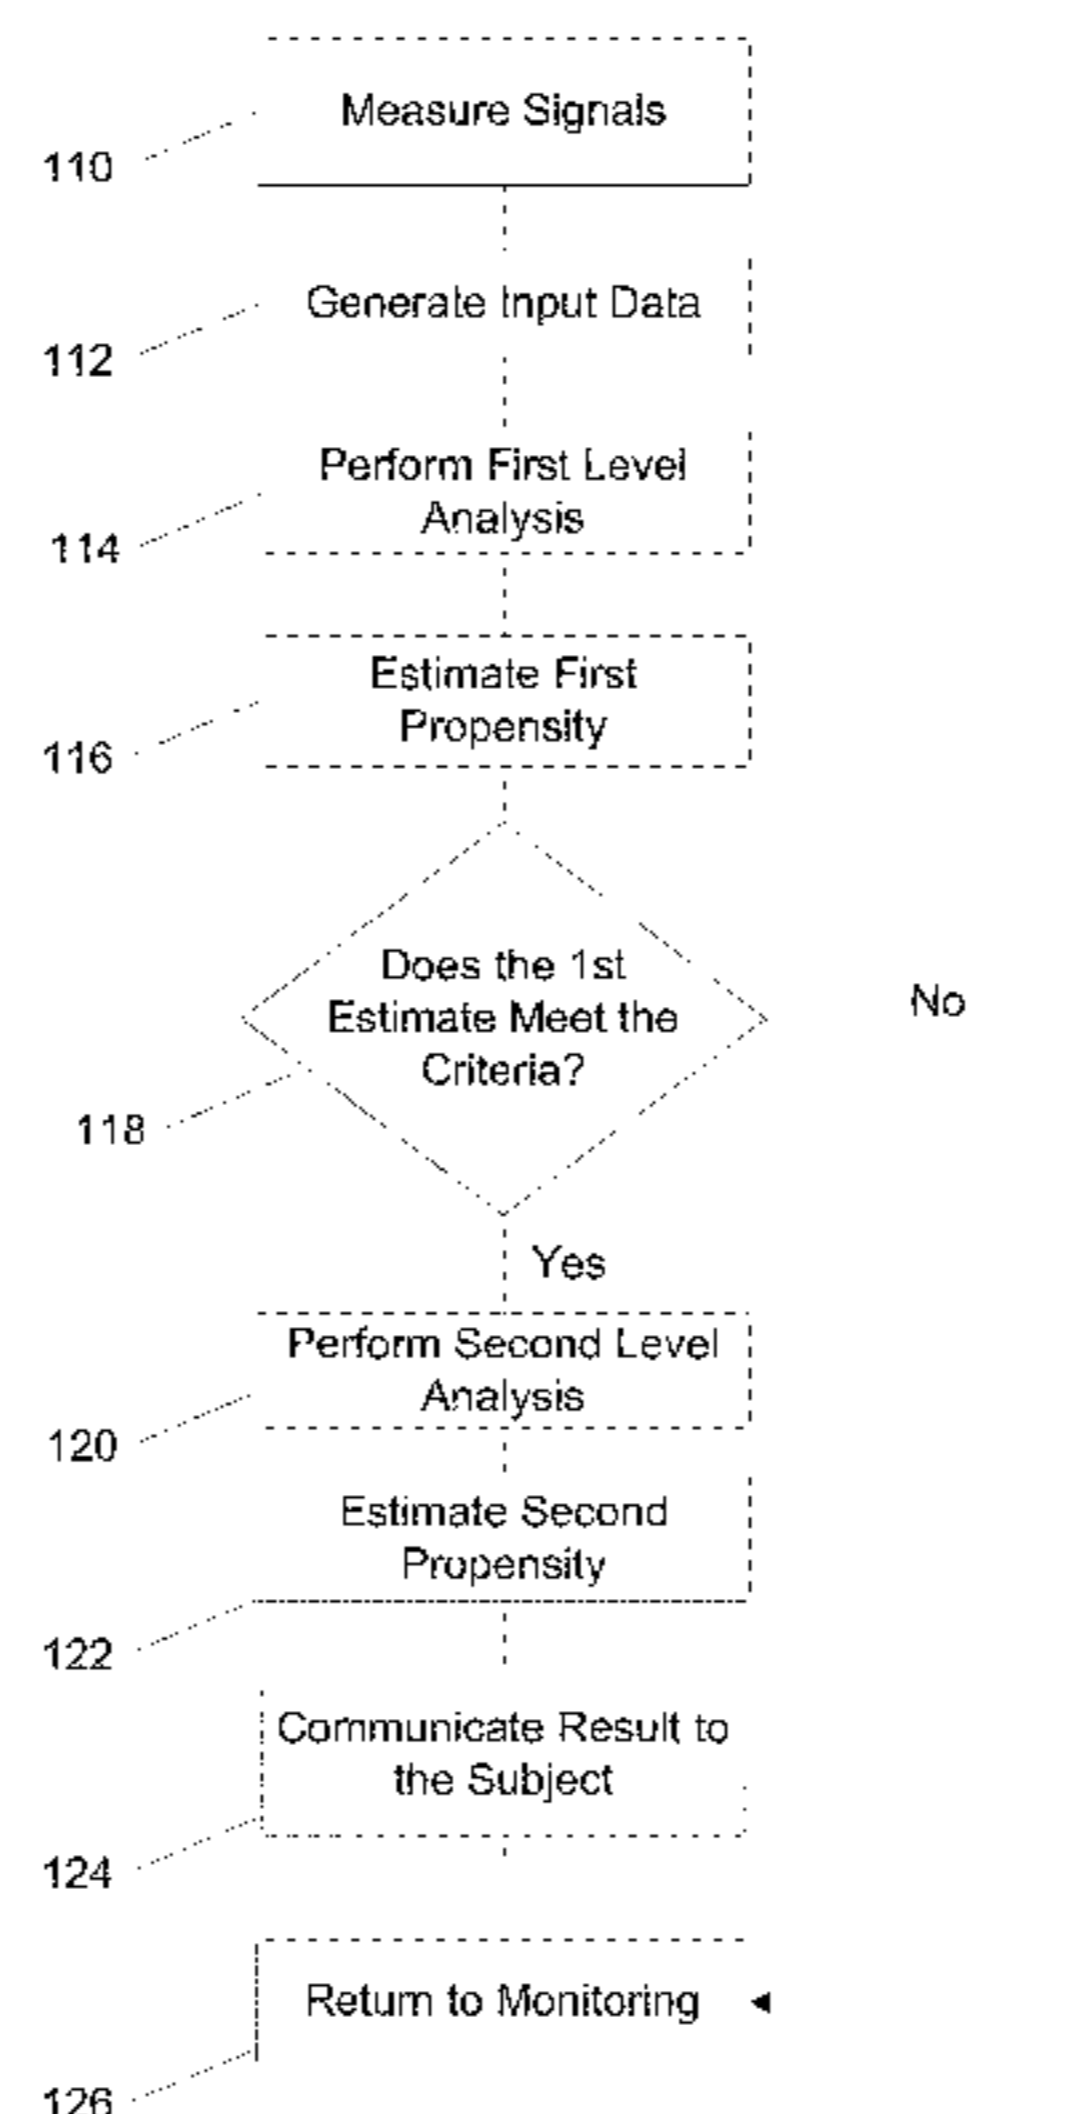 Measure Signals
110
Generate Input Data
112
Perform First Level
Analysis
114
Estimate First
Propensity
116
Does the 1st
Estimate Meet the
Criteria?
No
118
Yes
Perform Second Level
Analysis
120
Estimate Second
Propensity
122
Communicate Result to
the Subject
124
Return to Monitoring
126